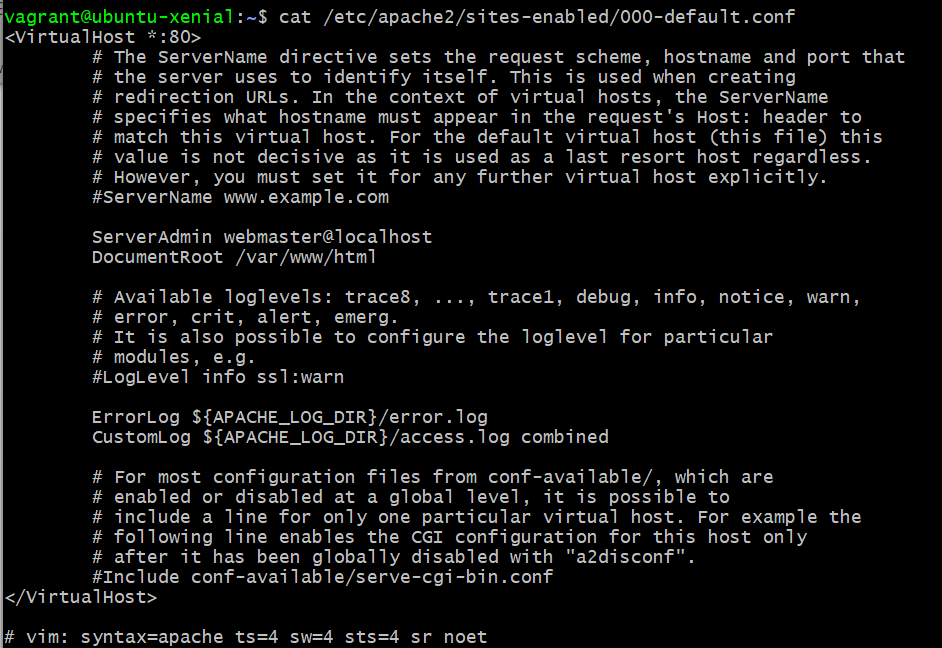 vagrant@ubuntu-xenial:~$ cat /etc/apache2/sites-enabled/000-default.conf
<VirtualHost *:80>
        # The ServerName directive sets the request scheme, hostname and port that
        # the server uses to identify itself. This is used when creating
        # redirection URLs. In the context of virtual hosts, the ServerName
        # specifies what hostname must appear in the request's Host: header to
        # match this virtual host. For the default virtual host (this file) this
        # value is not decisive as it is used as a last resort host regardless.
        # However, you must set it for any further virtual host explicitly.
        #ServerName www.example.com

        ServerAdmin webmaster@localhost
        DocumentRoot /var/www/html

        # Available loglevels: trace8, ..., trace1, debug, info, notice, warn,
        # error, crit, alert, emerg.
        # It is also possible to configure the loglevel for particular
        # modules, e.g.
        #LogLevel info ssl:warn

        ErrorLog ${APACHE_LOG_DIR}/error.log
        CustomLog ${APACHE_LOG_DIR}/access.log combined

        # For most configuration files from conf-available/, which are
        # enabled or disabled at a global level, it is possible to
        # include a line for only one particular virtual host. For example the
        # following line enables the CGI configuration for this host only
        # after it has been globally disabled with "a2disconf".
        #Include conf-available/serve-cgi-bin.conf
</VirtualHost>

# vim: syntax=apache ts=4 sw=4 sts=4 sr noet